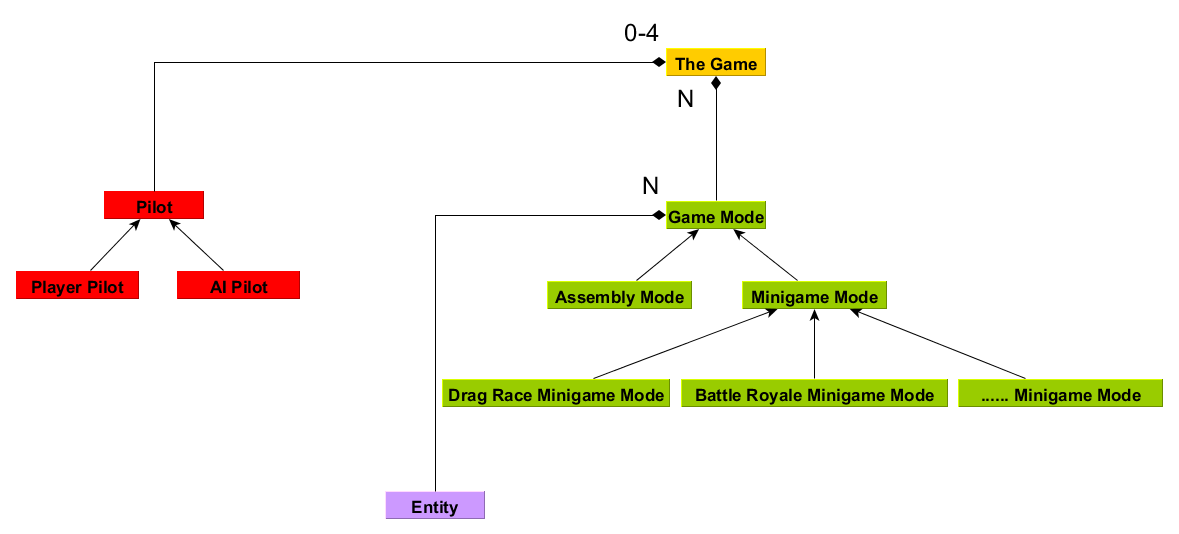 0-4
The Game
N
N
Pilot
Game Mode
Player Pilot
AI Pilot
Assembly Mode
Minigame Mode
Drag Race Minigame Mode
Battle Royale Minigame Mode
...... Minigame Mode
Entity